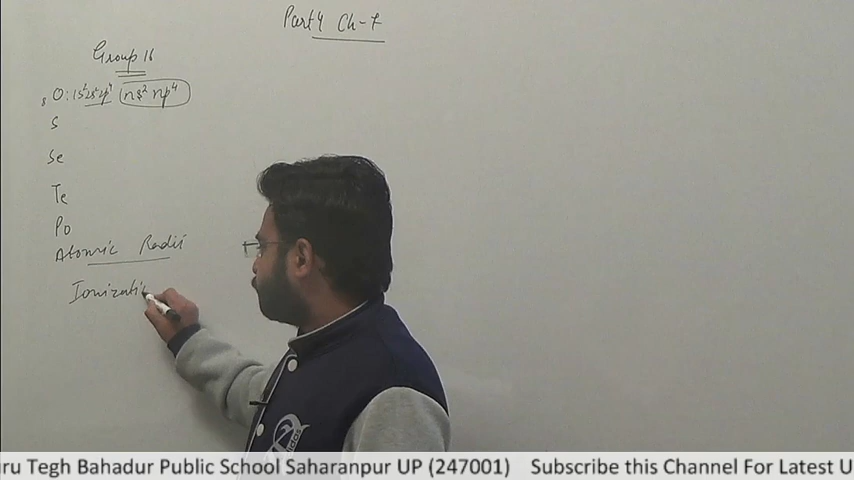 Part 4 Ch-7
Group 16
8 O: 1s²2s²2p⁴ ns² np⁴
S
Se
Te
Po
Atomic Radii
Ionizati
ru Tegh Bahadur Public School Saharanpur UP (247001) Subscribe this Channel For Latest U